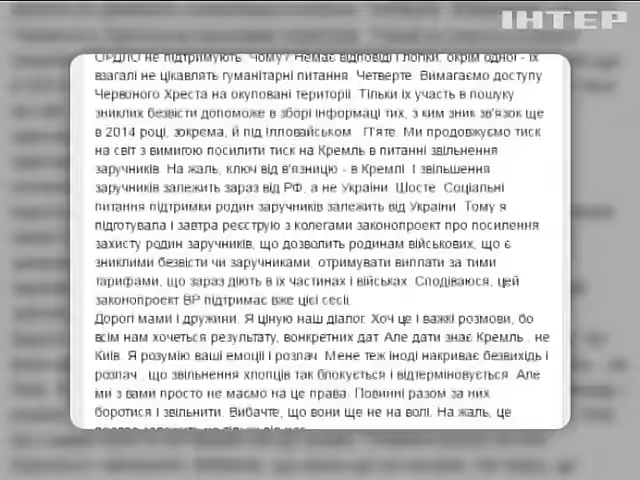 ІНТЕР
ОРДЛО не підтримують. Чому? Немає відповіді і логіки, окрім одної - їх
взагалі не цікавлять гуманітарні питання. Четверте. Вимагаємо доступу
Червоного Хреста на окуповані території. Тільки їх участь в пошуку
зниклих безвісти допоможе в зборі інформації тих, з ким зник зв'язок ще
в 2014 році, зокрема, й під Ілловайськом. П'яте. Ми продовжуємо тиск
на світ з вимогою посилити тиск на Кремль в питанні звільнення
заручників. На жаль, ключ від в'язницю - в Кремлі. І звільшення
заручників залежить зараз від РФ, а не України. Шосте. Соціальні
питання підтримки родин заручників залежить від України. Тому я
підготувала і завтра реєструю з колегами законопроект про посилення
захисту родин заручників, що дозволить родинам військових, що є
зниклими безвісти чи заручниками, отримувати виплати за тими
тарифами, що зараз діють в їх частинах і військах. Сподіваюся, цей
законопроект ВР підтримає вже цієї сесії.
Дорогі мами і дружини. Я ціную наш діалог. Хоч це і важкі розмови, бо
всім нам хочеться результату, конкретних дат. Але дати знає Кремль, не
Київ. Я розумію ваші емоції і розпач. Мене теж іноді накриває безвихідь і
розпач, що звільнення хлопців так блокується і відтерміновується. Але
ми з вами просто не маємо на це права. Повинні разом за них
боротися і звільнити. Вибачте, що вони ще не на волі. На жаль, це